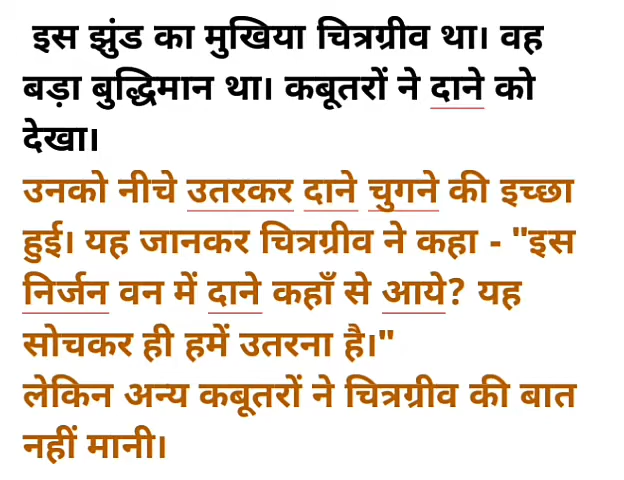 इस झुंड का मुखिया चित्रग्रीव था। वह
बड़ा बुद्धिमान था। कबूतरों ने दाने को
देखा।
उनको नीचे उतरकर दाने चुगने की इच्छा
हुई। यह जानकर चित्रग्रीव ने कहा - "इस
निर्जन वन में दाने कहाँ से आये? यह
सोचकर ही हमें उतरना है।"
लेकिन अन्य कबूतरों ने चित्रग्रीव की बात
नहीं मानी।